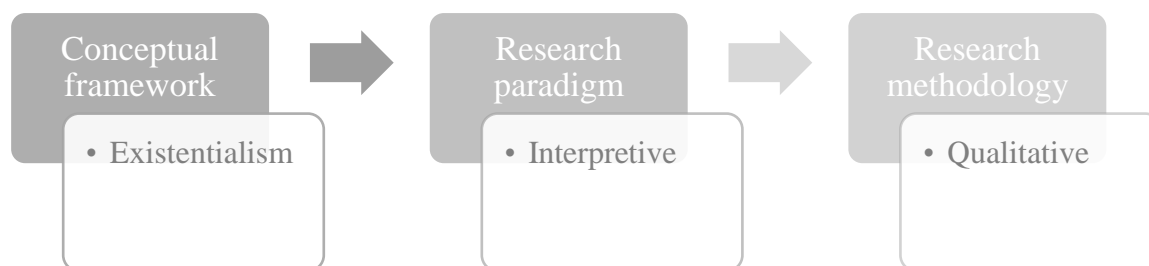 Conceptual
framework
• Existentialism
Research
paradigm
• Interpretive
Research
methodology
• Qualitative